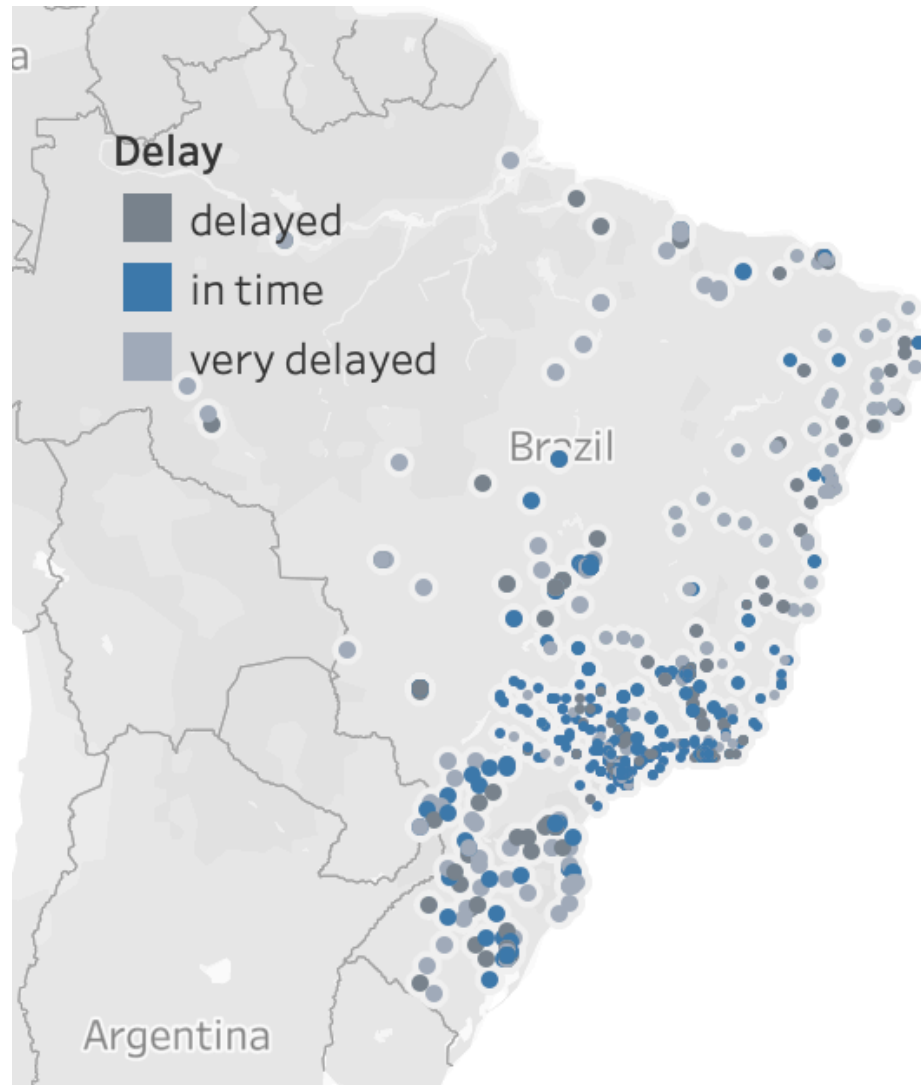 a
Delay
delayed
in time
very delayed
Brazil
Argentina